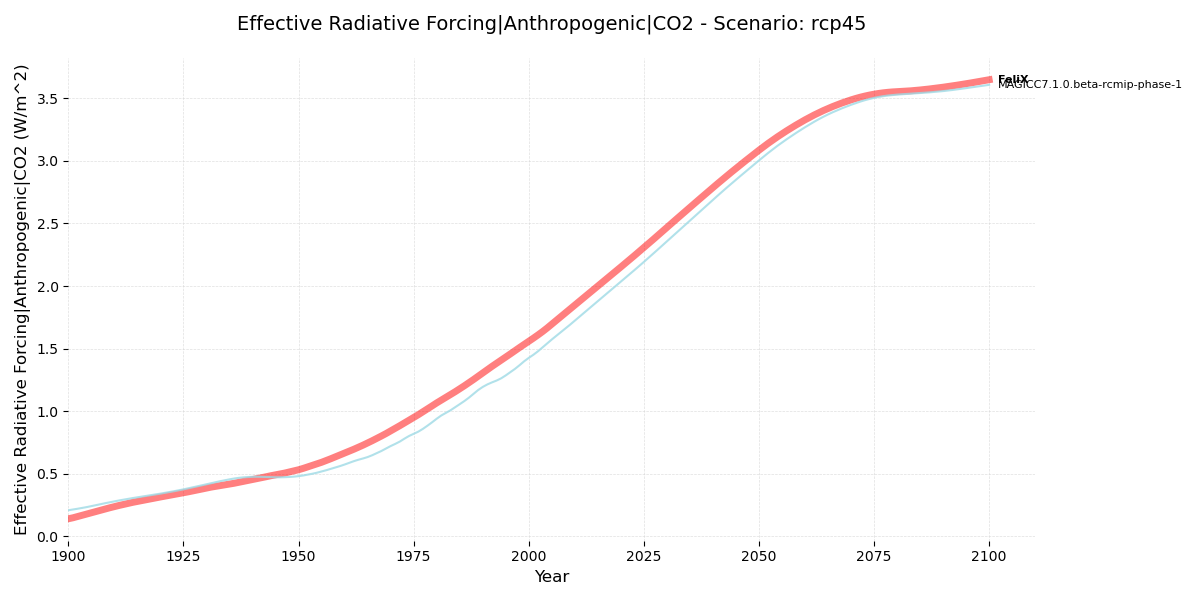 Effective Radiative Forcing|Anthropogenic|CO2 - Scenario: rcp45
Effective Radiative Forcing|Anthropogenic|CO2 (W/m^2)
3.5
3.0
2.5
2.0
1.5
1.0
0.5
0.0
FeliX
MAGICC7.1.0.beta-rcmip-phase-1
1900 1925 1950 1975 2000 2025 2050 2075 2100
Year